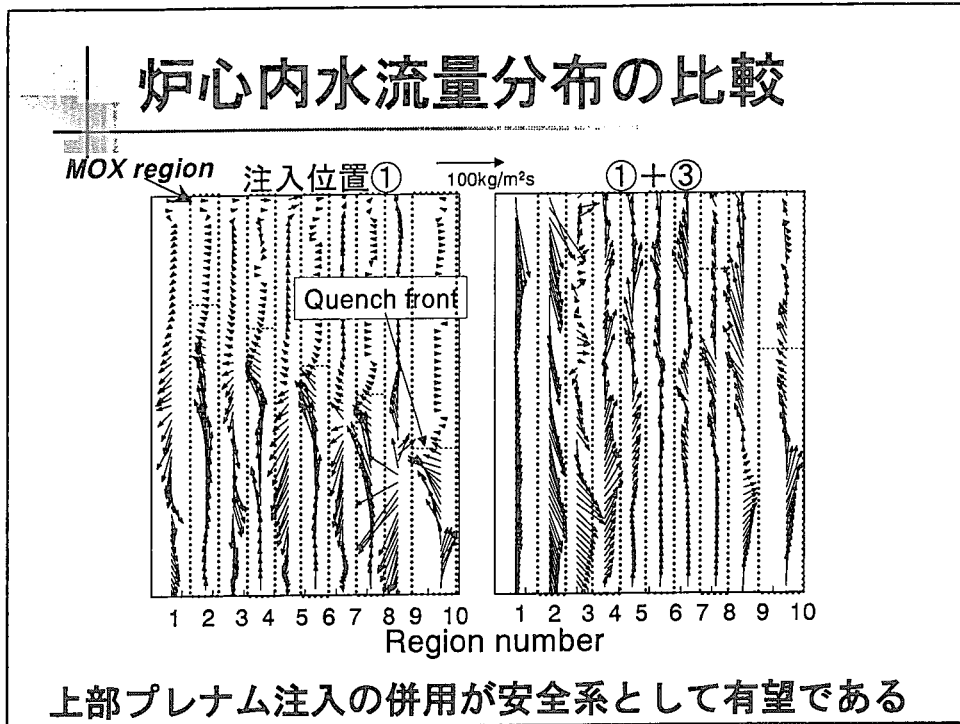 炉心内水流量分布の比較
MOX region
注入位置①
100kg/m²s
①+③
Quench front
1 2 3 4 5 6 7 8 9 10
1 2 3 4 5 6 7 8 9 10
Region number
上部プレナム注入の併用が安全系として有望である